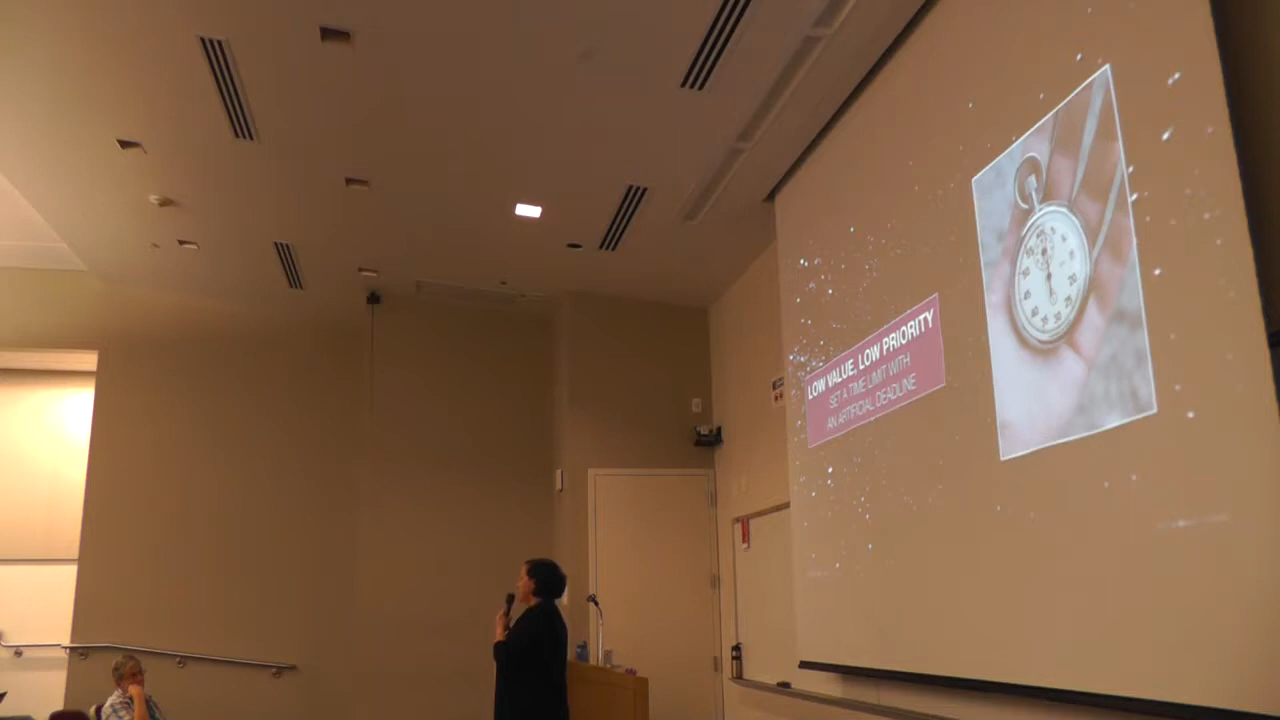 LOW VALUE, LOW PRIORITY
SET A TIME LIMIT WITH
AN ARTIFICIAL DEADLINE